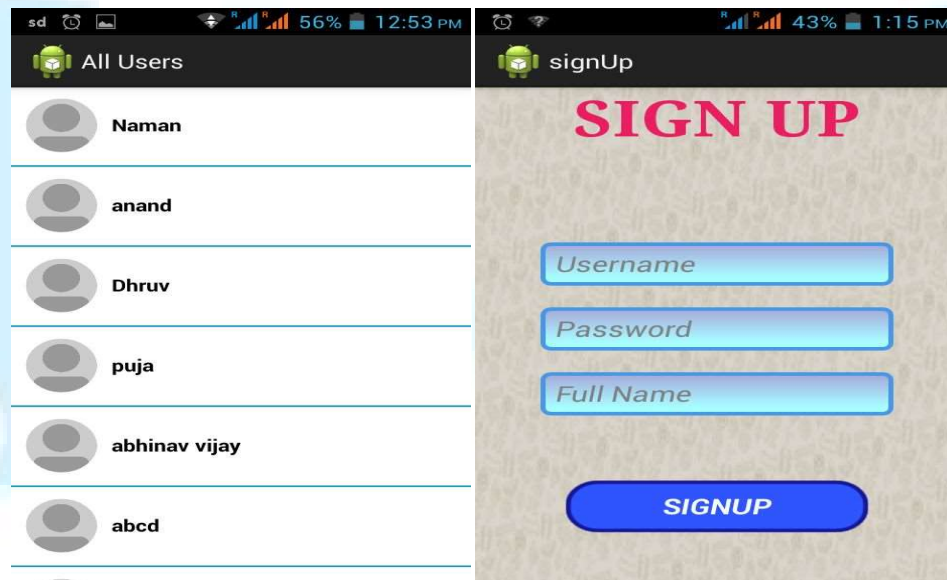 sd 56% 12:53 PM
All Users
Naman
anand
Dhruv
puja
abhinav vijay
abcd
R R 43% 1:15 PM
signUp
SIGN UP
Username
Password
Full Name
SIGNUP